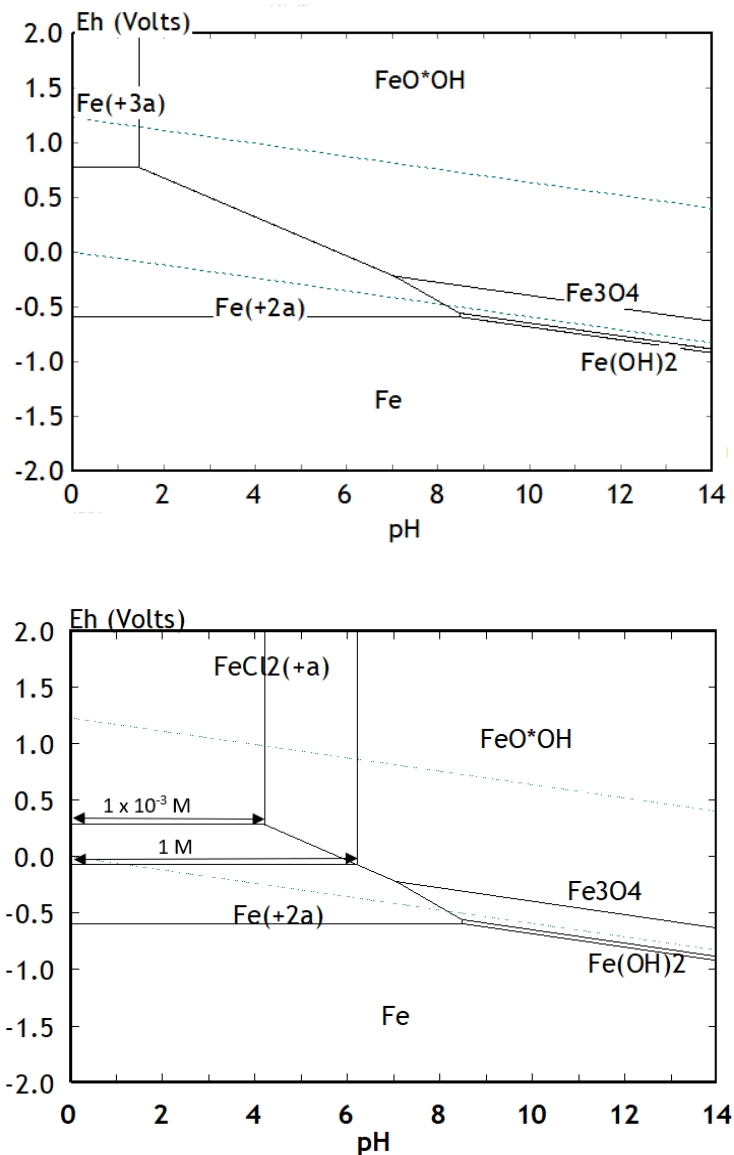 Eh (Volts)
2.0
1.5
1.0
0.5
0.0
-0.5
-1.0
-1.5
-2.0
Fe(+3a)
FeO*OH
Fe3O4
Fe(+2a)
Fe(OH)2
Fe
0 2 4 6 8 10 12 14
pH
Eh (Volts)
2.0
1.5
1.0
0.5
0.0
-0.5
-1.0
-1.5
-2.0
FeCl2(+a)
FeO*OH
1 x 10⁻³ M
1 M
Fe3O4
Fe(+2a)
Fe(OH)2
Fe
0 2 4 6 8 10 12 14
pH